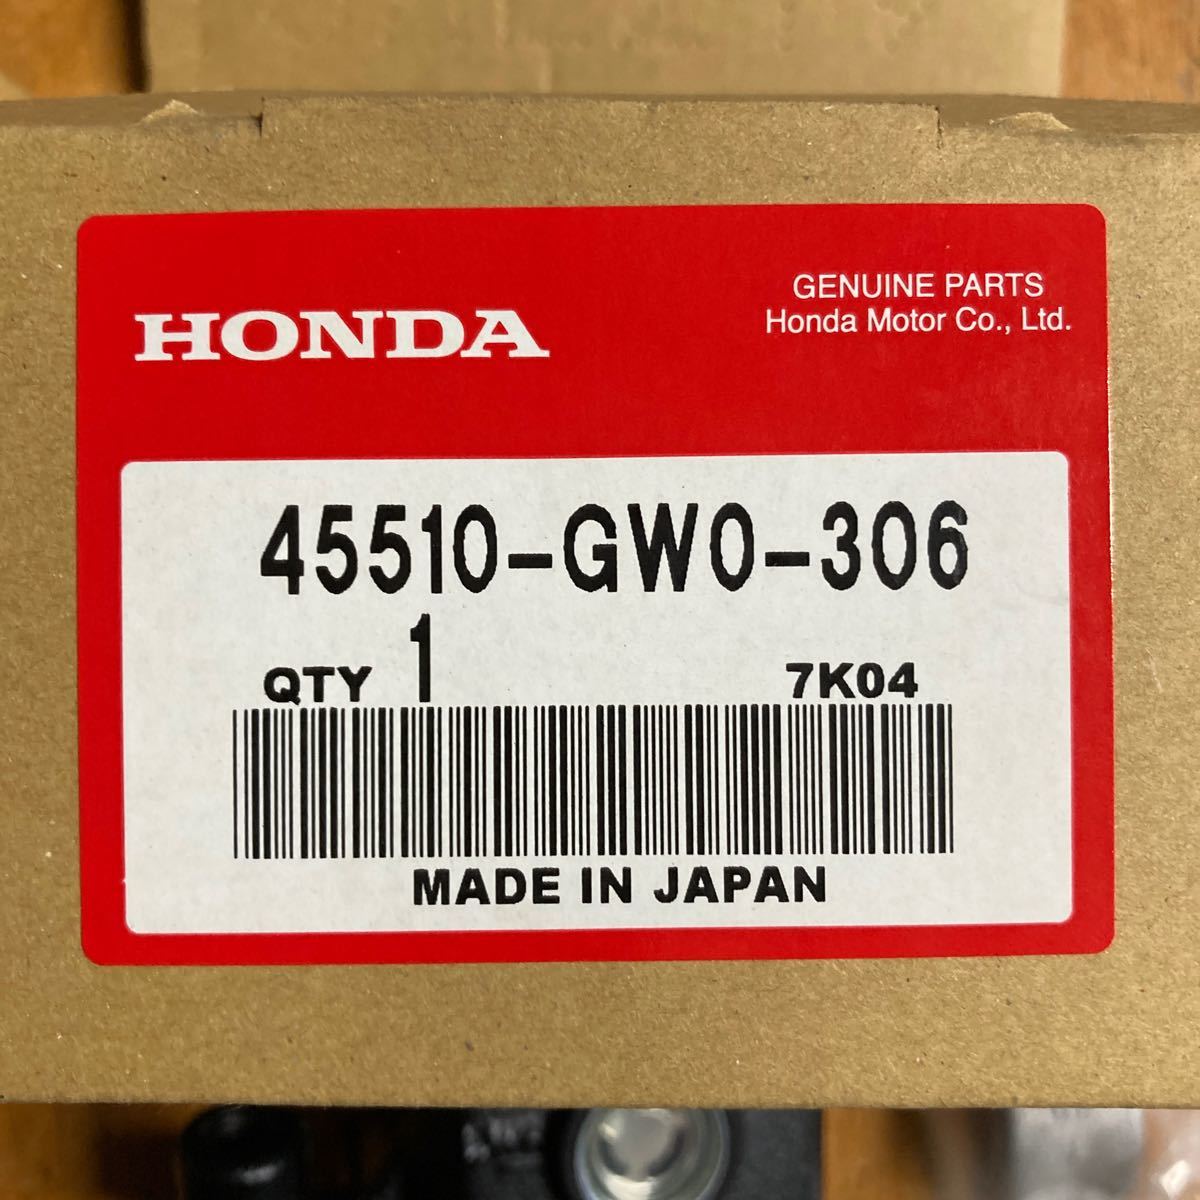 HONDA
GENUINE PARTS
Honda Motor Co., Ltd.
45510-GW0-306
QTY 1 7K04
MADE IN JAPAN